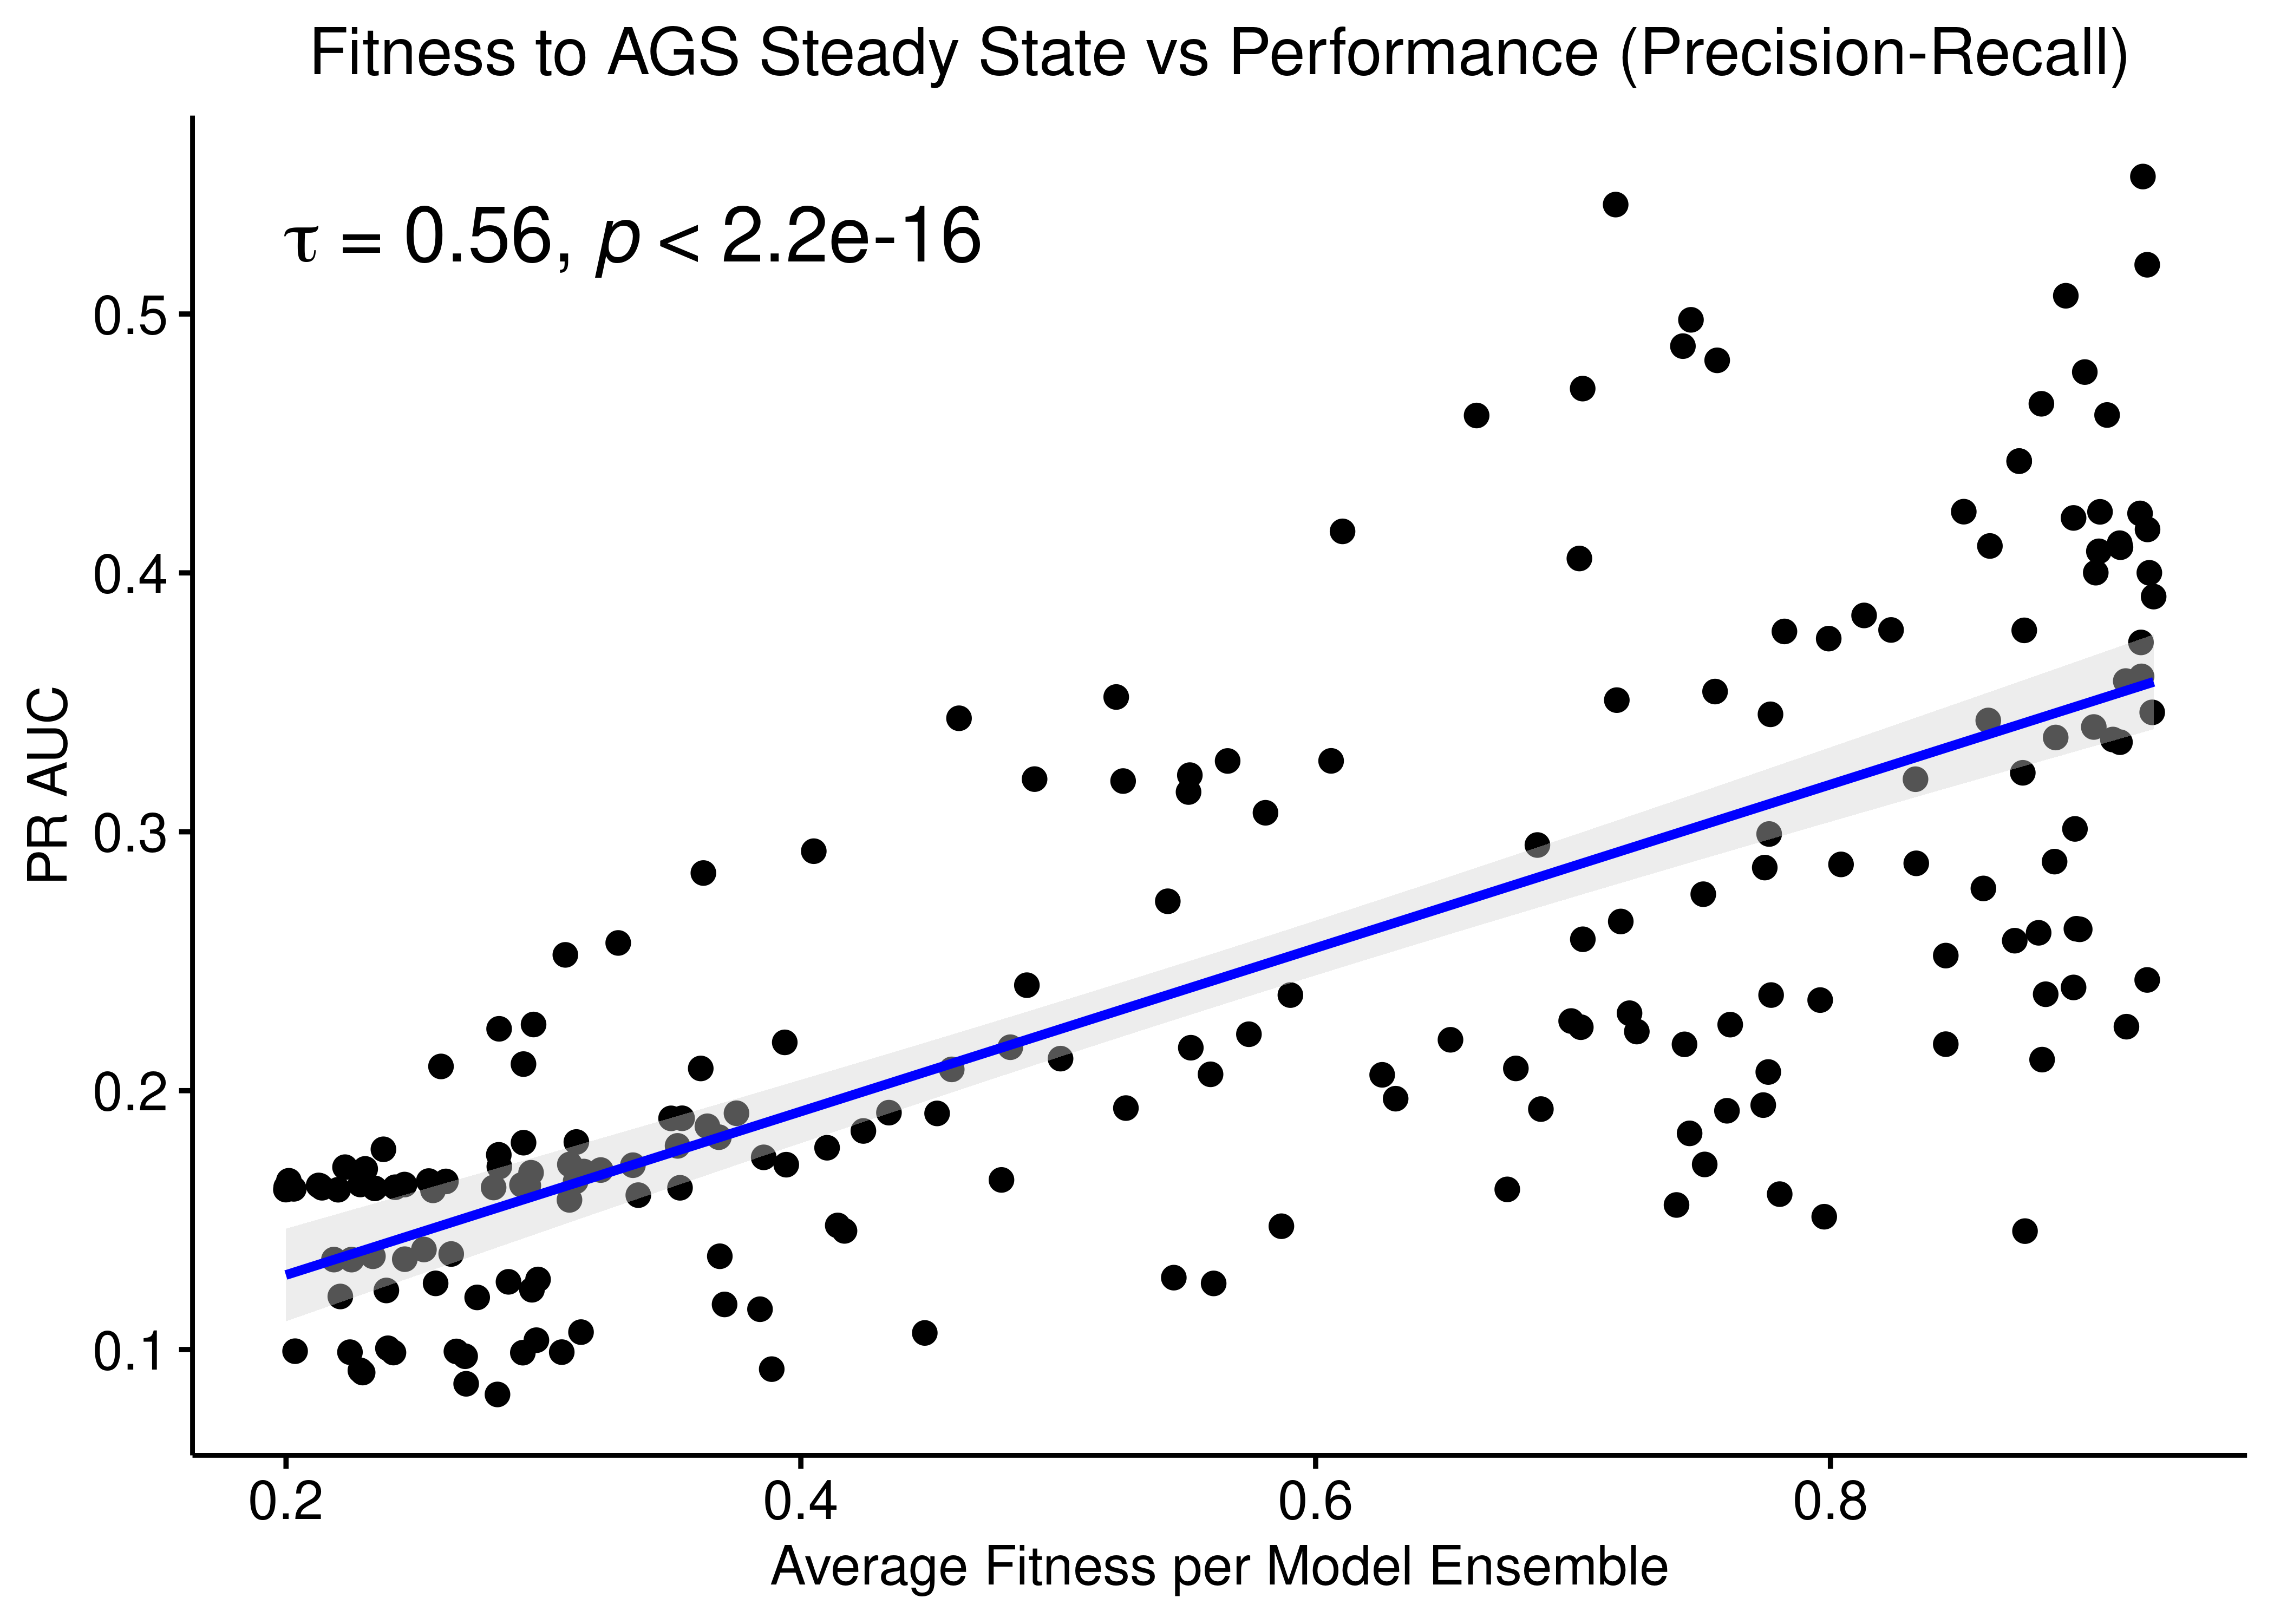 Fitness to AGS Steady State vs Performance (Precision-Recall)
τ = 0.56, p < 2.2e-16
PR AUC
0.5
0.4
0.3
0.2
0.1
0.2 0.4 0.6 0.8
Average Fitness per Model Ensemble